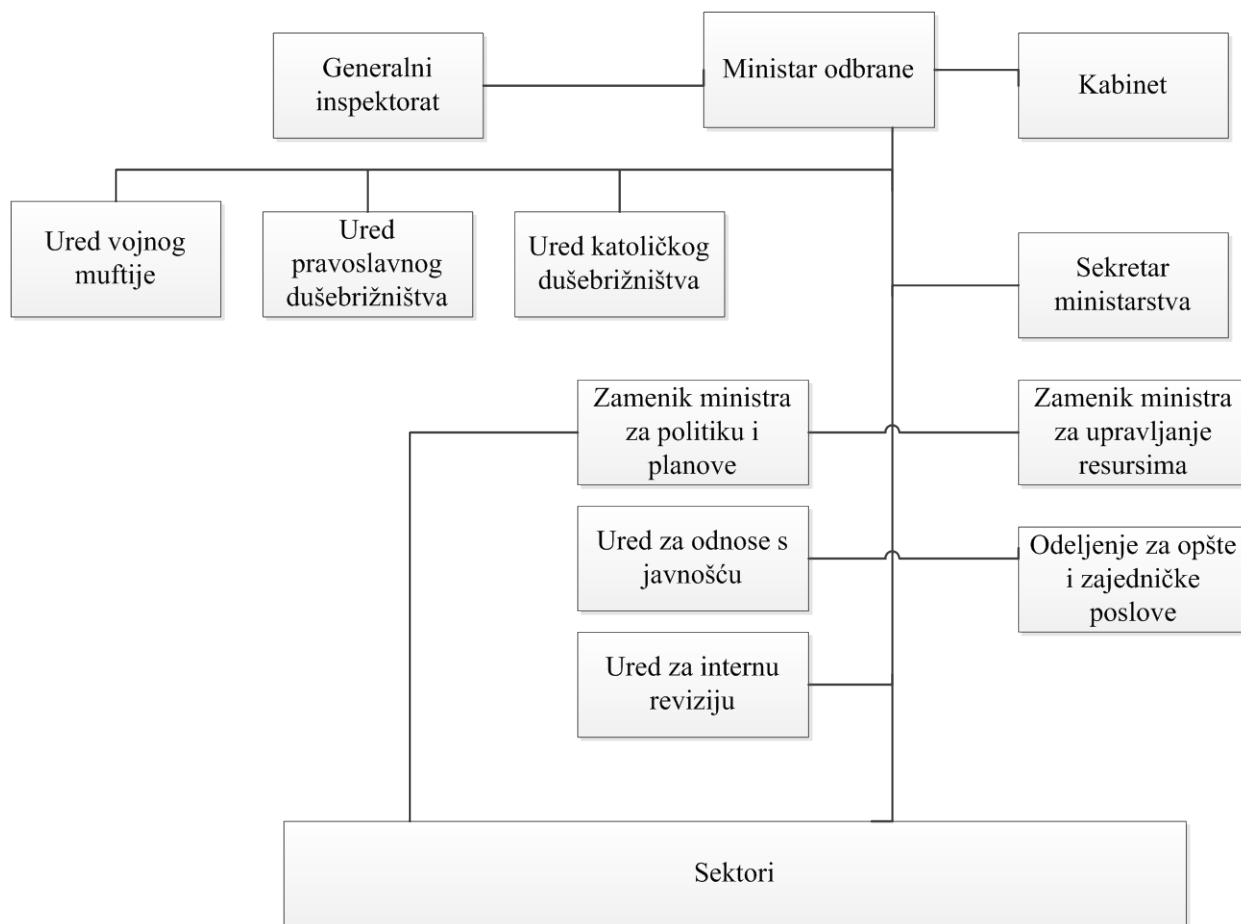 Generalni
inspektorat
Ministar odbrane
Kabinet
Ured vojnog
muftije
Ured
pravoslavnog
dušebrižništva
Ured katoličkog
dušebrižništva
Sekretar
ministarstva
Zamenik ministra
za politiku i
planove
Zamenik ministra
za upravljanje
resursima
Ured za odnose s
javnošću
Odeljenje za opšte
i zajedničke
poslove
Ured za internu
reviziju
Sektori